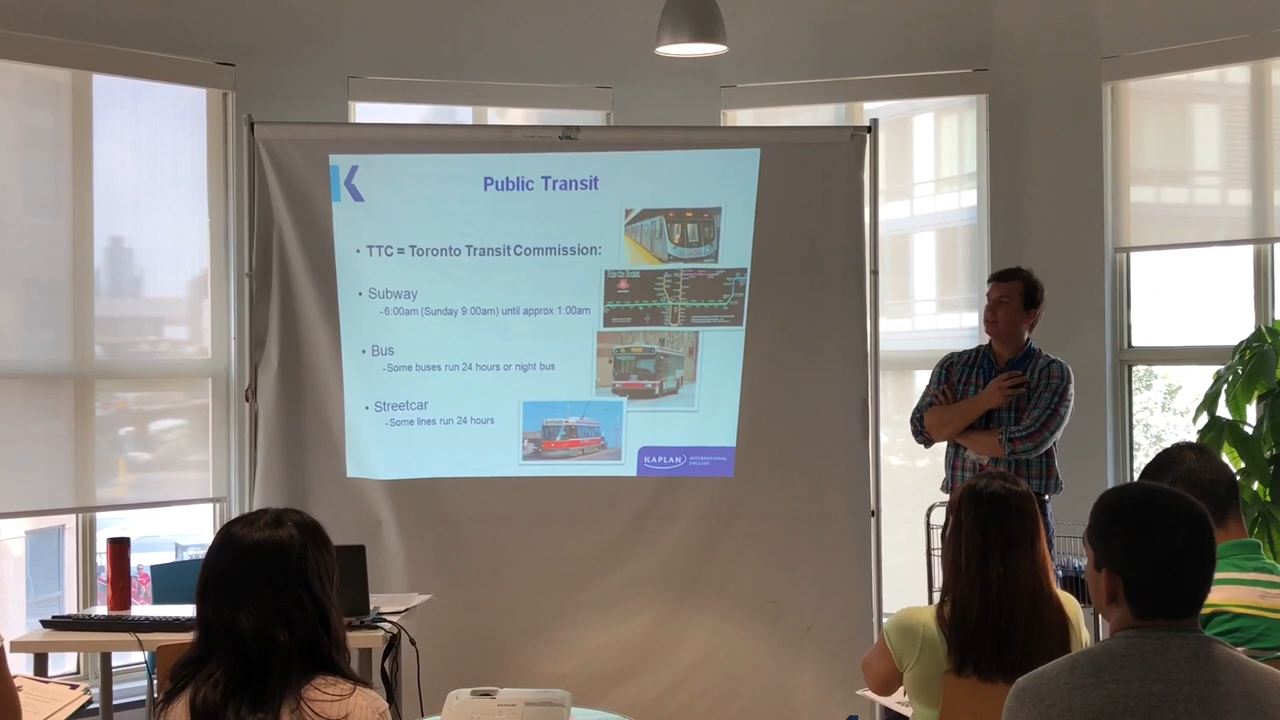 Public Transit
• TTC = Toronto Transit Commission:
• Subway
-6:00am (Sunday 9:00am) until approx 1:00am
• Bus
-Some buses run 24 hours or night bus
• Streetcar
-Some lines run 24 hours
KAPLAN
INTERNATIONAL
ENGLISH